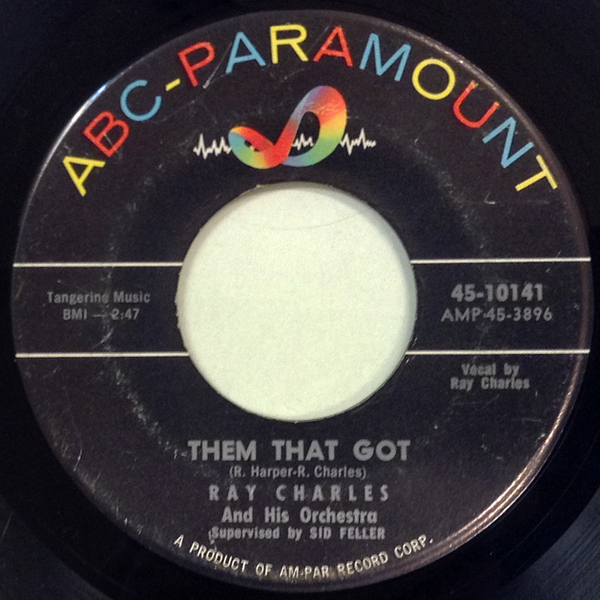 ABC-PARAMOUNT
Tangerine Music
BMI — 2:47
45-10141
AMP 45-3896
Vocal by
Ray Charles
THEM THAT GOT
(R. Harper-R. Charles)
RAY CHARLES
And His Orchestra
Supervised by SID FELLER
A PRODUCT OF AM-PAR RECORD CORP.